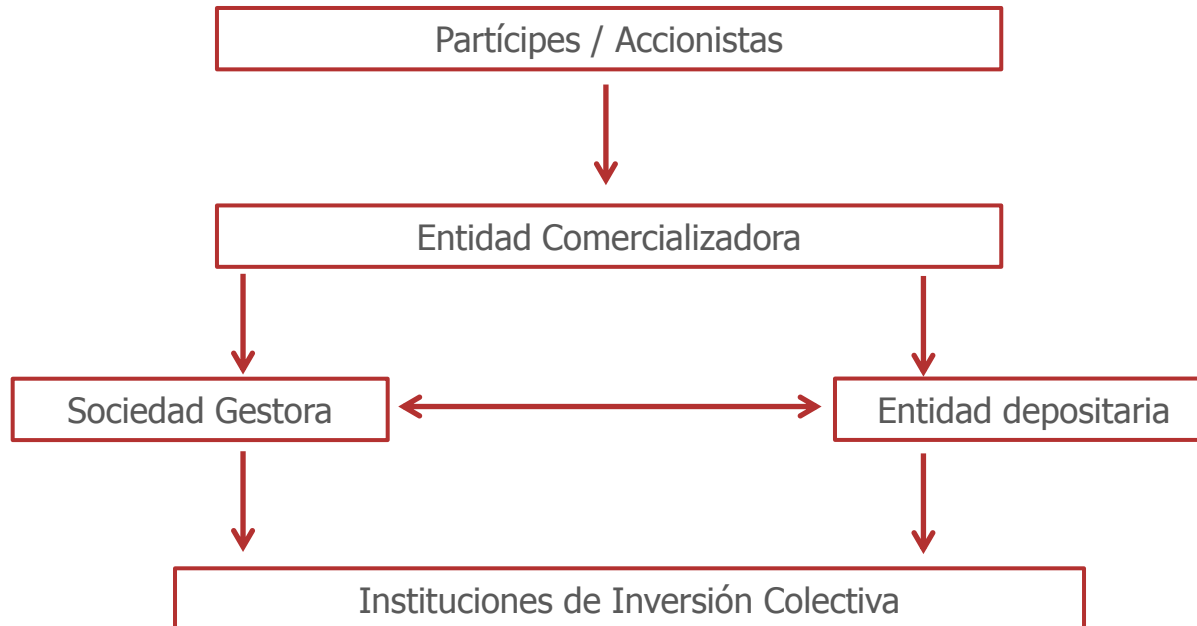 Partícipes / Accionistas
Entidad Comercializadora
Sociedad Gestora
Entidad depositaria
Instituciones de Inversión Colectiva